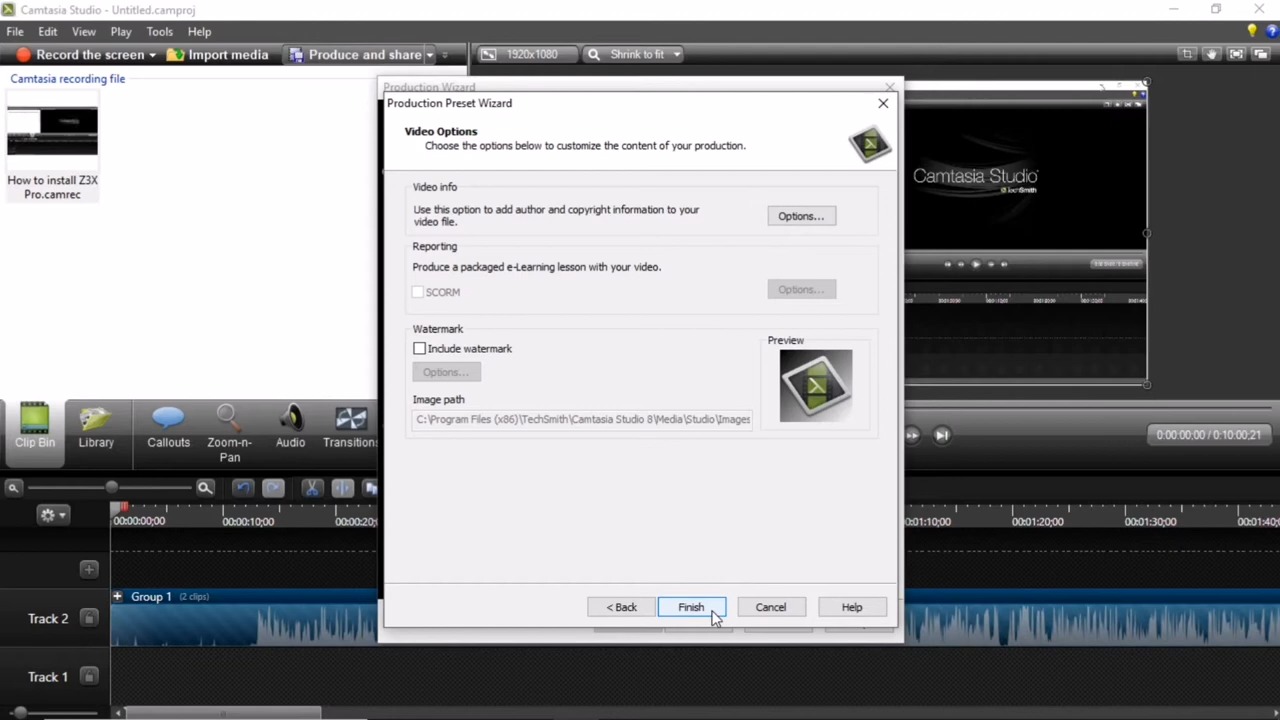 Camtasia Studio - Untitled.camproj
File Edit View Play Tools Help
Record the screen Import media Produce and share 1920x1080 Shrink to fit
Camtasia recording file
How to install Z3X
Pro.camrec
Production Wizard
Production Preset Wizard
Video Options
Choose the options below to customize the content of your production.
Video info
Use this option to add author and copyright information to your
video file.
Options...
Reporting
Produce a packaged e-Learning lesson with your video.
SCORM
Options...
Watermark
Include watermark
Options...
Preview
Image path
C:\Program Files (x86)\TechSmith\Camtasia Studio 8\Media\Studio\Images
< Back Finish Cancel Help
Camtasia Studio
TechSmith
Clip Bin Library Callouts Zoom-n-
Pan Audio Transitions
0:00:00;00 / 0:10:00;21
00:00:00;00 00:00:10;00 00:00:20; 0:01:10;00 00:01:20;00 00:01:30;00 00:01:40;
Group 1 (2 clips)
Track 2
Track 1